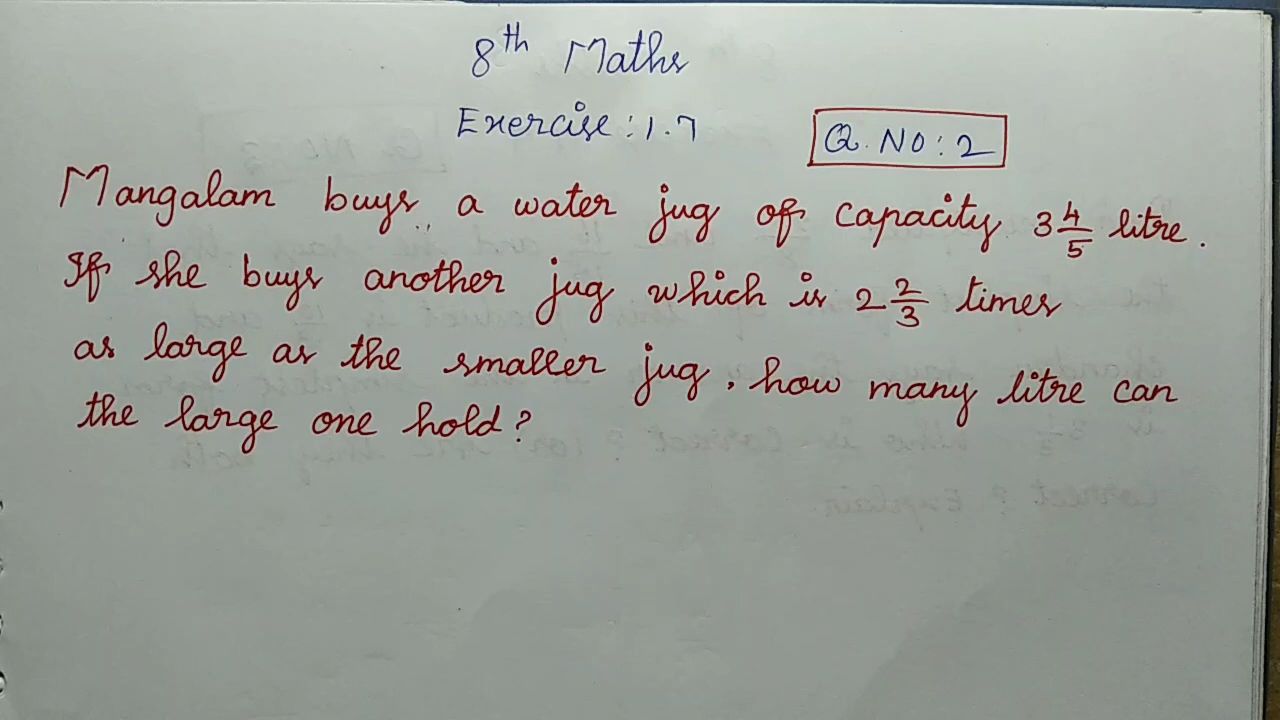 8th Maths
Exercise: 1.7
Q. No: 2
Mangalam buys a water jug of capacity 3 4/5 litre.
If she buys another jug which is 2 2/3 times
as large as the smaller jug, how many litre can
the large one hold?